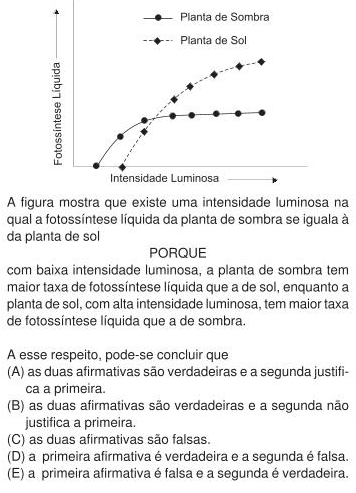 Planta de Sombra
Planta de Sol
Fotossíntese Líquida
Intensidade Luminosa
A figura mostra que existe uma intensidade luminosa na
qual a fotossíntese líquida da planta de sombra se iguala à
da planta de sol
PORQUE
com baixa intensidade luminosa, a planta de sombra tem
maior taxa de fotossíntese líquida que a de sol, enquanto a
planta de sol, com alta intensidade luminosa, tem maior taxa
de fotossíntese líquida que a de sombra.
A esse respeito, pode-se concluir que
(A) as duas afirmativas são verdadeiras e a segunda justifi-
ca a primeira.
(B) as duas afirmativas são verdadeiras e a segunda não
justifica a primeira.
(C) as duas afirmativas são falsas.
(D) a primeira afirmativa é verdadeira e a segunda é falsa.
(E) a primeira afirmativa é falsa e a segunda é verdadeira.